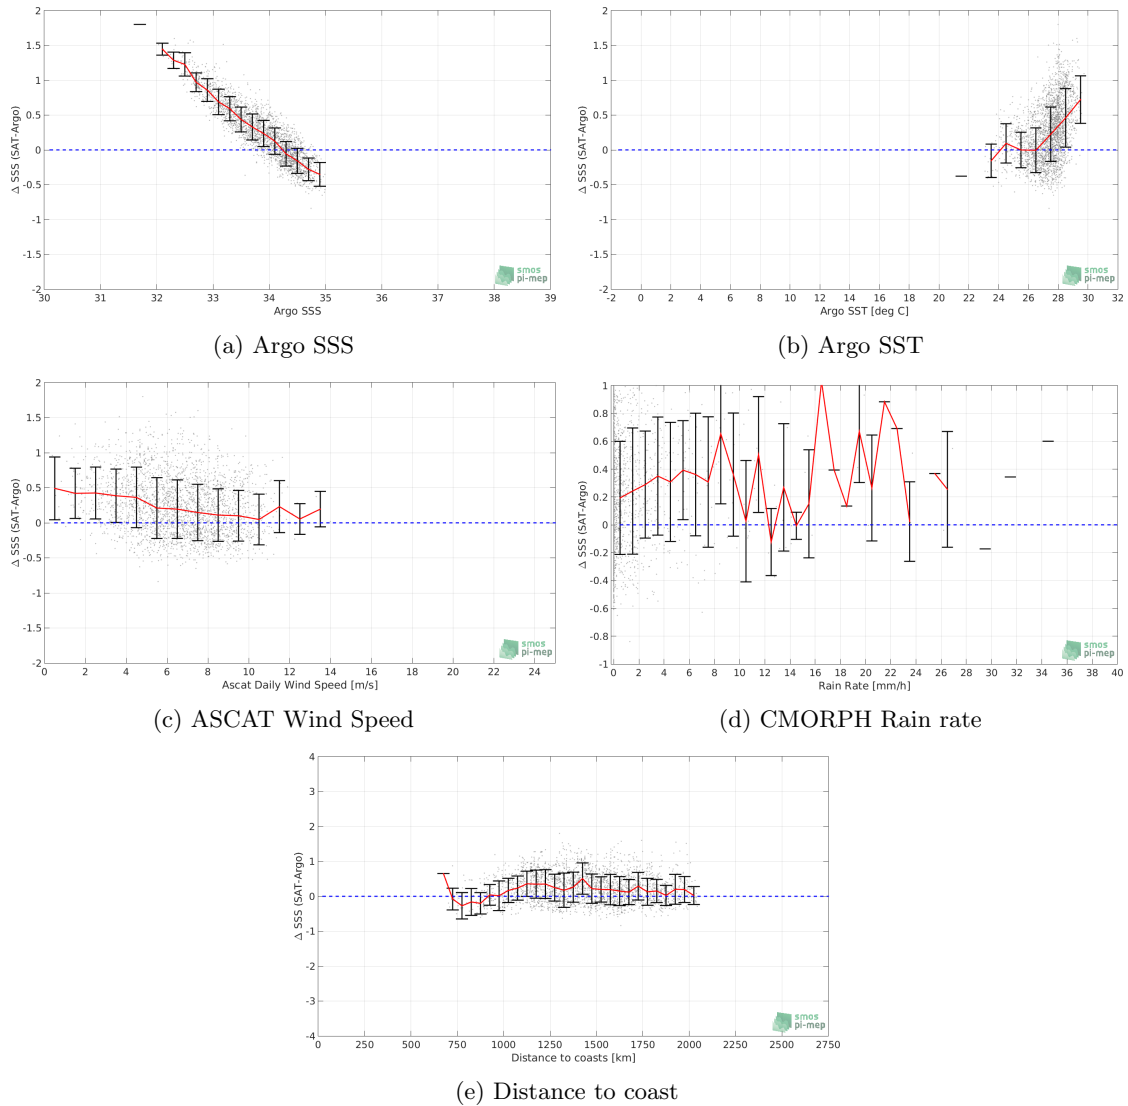 2
1.5
1
0.5
0
-0.5
-1
-1.5
-2
Δ SSS (SAT-Argo)
30 31 32 33 34 35 36 37 38 39
Argo SSS
smos
pi-mep
(a) Argo SSS
2
1.5
1
0.5
0
-0.5
-1
-1.5
-2
Δ SSS (SAT-Argo)
-2 0 2 4 6 8 10 12 14 16 18 20 22 24 26 28 30 32
Argo SST [deg C]
smos
pi-mep
(b) Argo SST
2
1.5
1
0.5
0
-0.5
-1
-1.5
-2
Δ SSS (SAT-Argo)
0 2 4 6 8 10 12 14 16 18 20 22 24
Ascat Daily Wind Speed [m/s]
smos
pi-mep
(c) ASCAT Wind Speed
1
0.8
0.6
0.4
0.2
0
-0.2
-0.4
-0.6
-0.8
-1
Δ SSS (SAT-Argo)
0 2 4 6 8 10 12 14 16 18 20 22 24 26 28 30 32 34 36 38 40
Rain Rate [mm/h]
smos
pi-mep
(d) CMORPH Rain rate
4
3
2
1
0
-1
-2
-3
-4
Δ SSS (SAT-Argo)
0 250 500 750 1000 1250 1500 1750 2000 2250 2500 2750
Distance to coasts [km]
smos
pi-mep
(e) Distance to coast